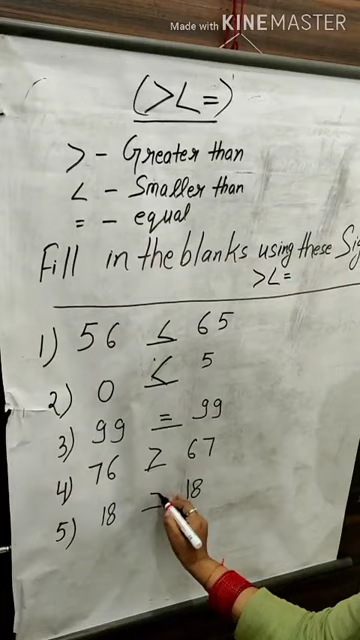 Made with KINEMASTER
(><=)
> - Greater than
< - Smaller than
= - equal
Fill in the blanks using these Sig
><=
1) 56 < 65
2) 0 < 5
3) 99 = 99
4) 76 > 67
5) 18 = 18